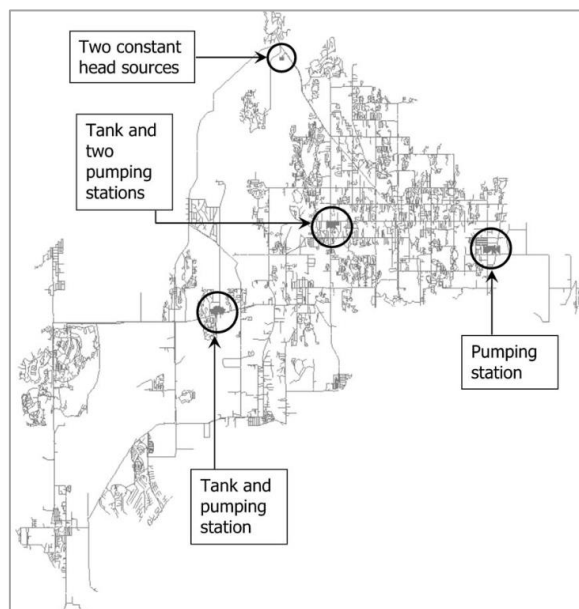 Two constant
head sources
Tank and
two
pumping
stations
Pumping
station
Tank and
pumping
station